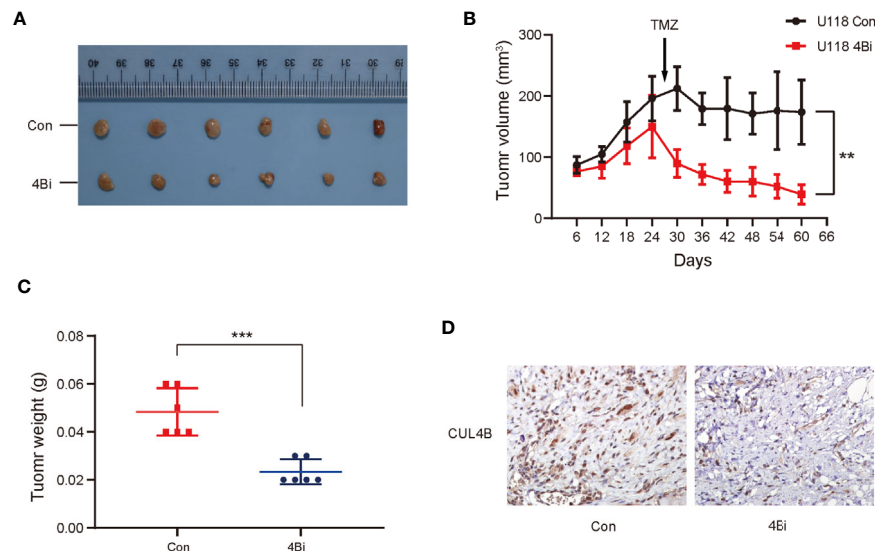 A
40 39 38 37 36 35 34 33 32 31 30 29
Con
4Bi
B
TMZ
U118 Con
U118 4Bi
Tuomr volume (mm³)
300
200
100
0
6 12 18 24 30 36 42 48 54 60 66
Days
**
C
Tuomr weight (g)
0.08
0.06
0.04
0.02
0.00
***
Con 4Bi
D
CUL4B
Con 4Bi